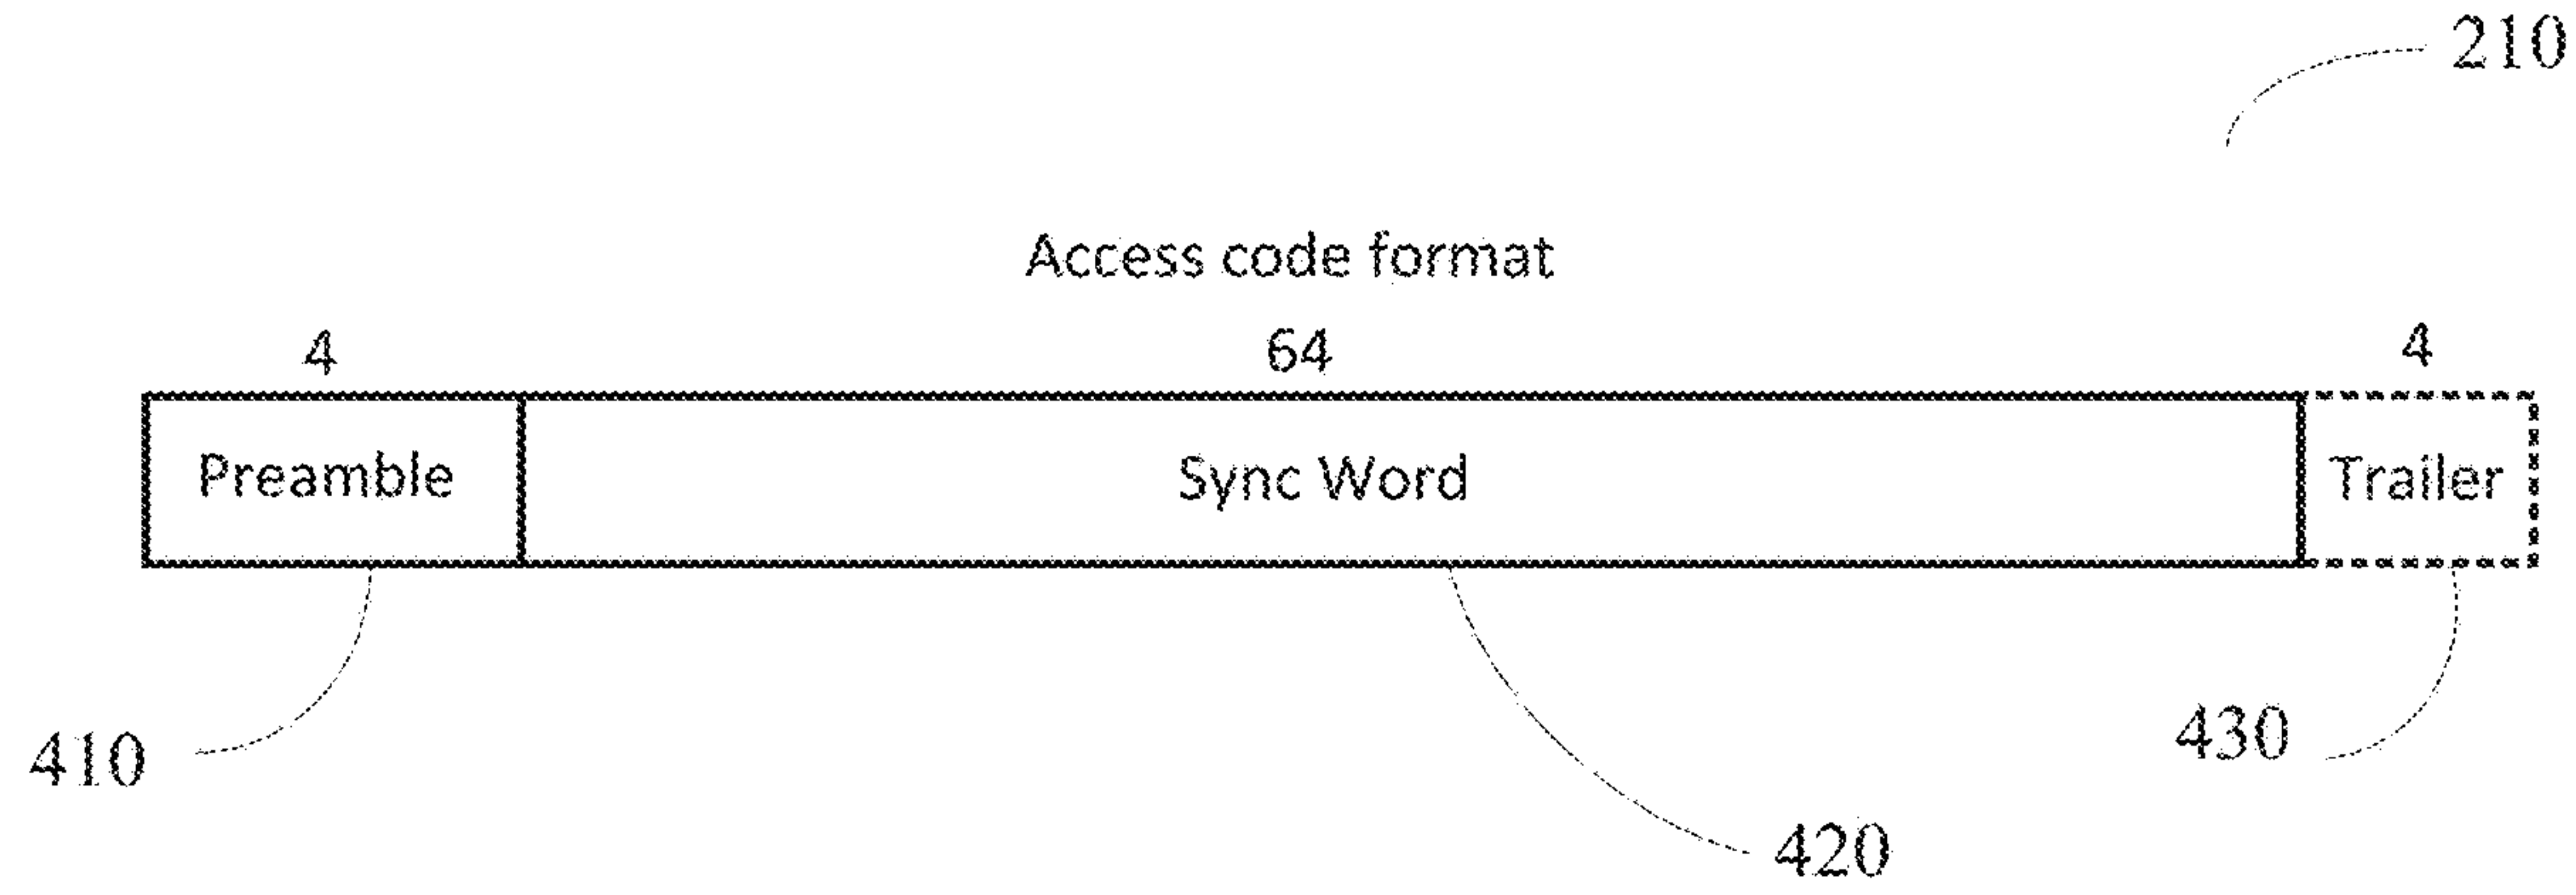 210
Access code format
4 64 4
Preamble Sync Word Trailer
410 420 430